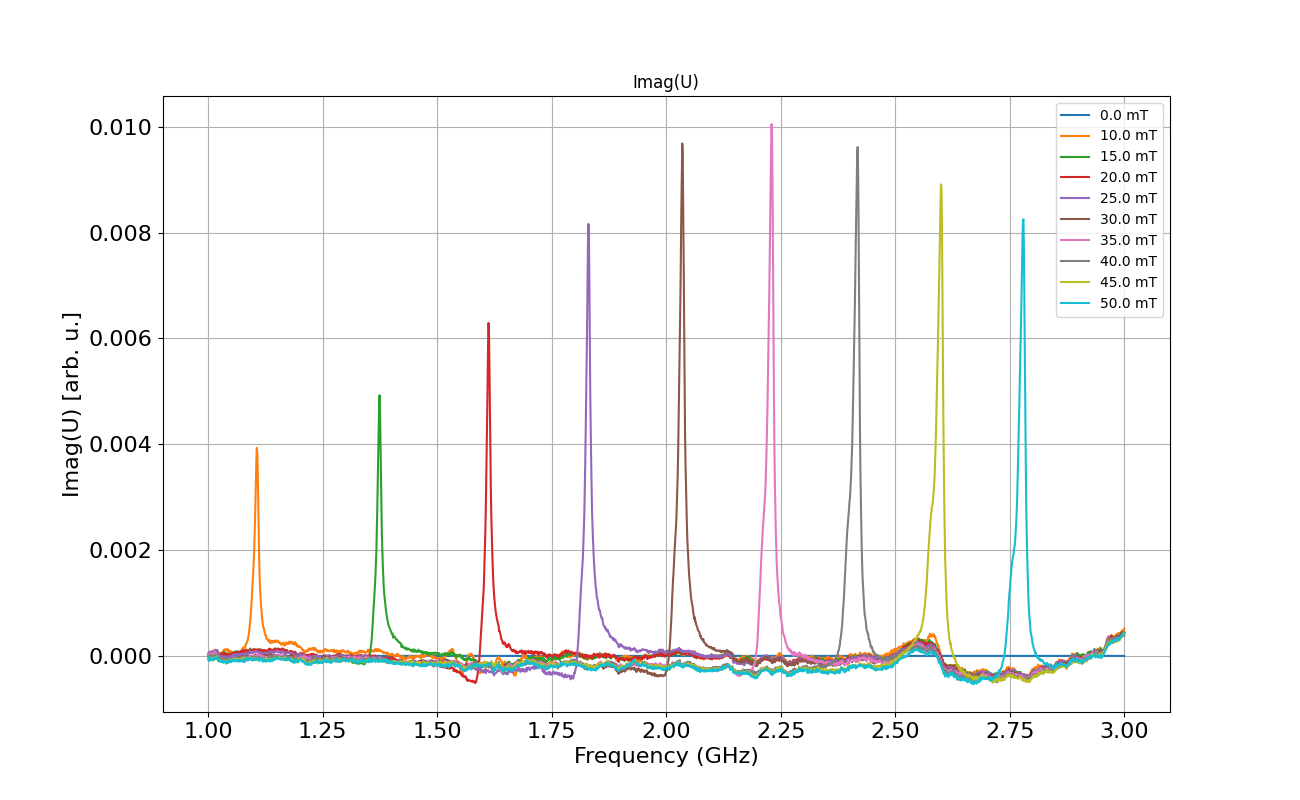 Imag(U)
0.010
0.008
0.006
0.004
0.002
0.000
Imag(U) [arb. u.]
1.00 1.25 1.50 1.75 2.00 2.25 2.50 2.75 3.00
Frequency (GHz)
0.0 mT
10.0 mT
15.0 mT
20.0 mT
25.0 mT
30.0 mT
35.0 mT
40.0 mT
45.0 mT
50.0 mT